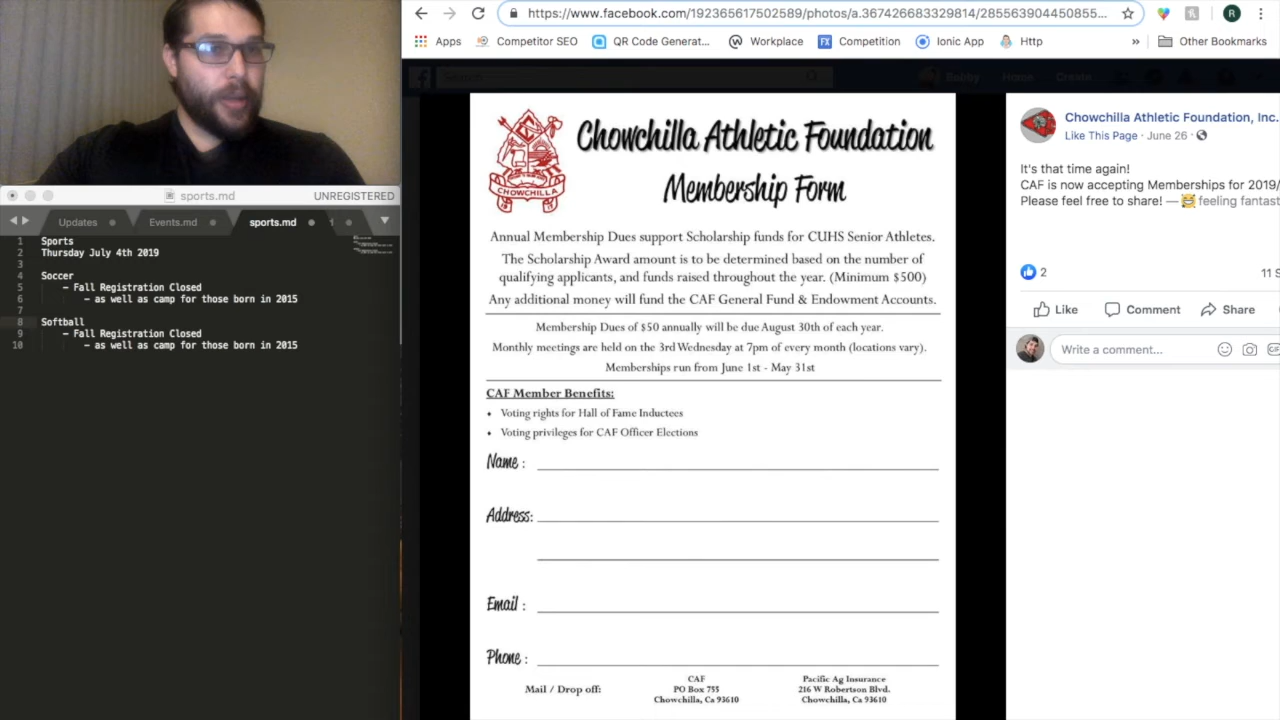 https://www.facebook.com/192365617502589/photos/a.367426683329814/285563904450855...
R
Apps
Competitor SEO
QR Code Generat...
Workplace
Competition
Ionic App
Http
»
Other Bookmarks
Search
Bubby
Home
Create
sports.md
UNREGISTERED
Updates
Events.md
sports.md
1 Sports
2 Thursday July 4th 2019
3
4 Soccer
5 - Fall Registration Closed
6 - as well as camp for those born in 2015
7
8 Softball
9 - Fall Registration Closed
10 - as well as camp for those born in 2015
CHOWCHILLA
Chowchilla Athletic Foundation
Membership Form
Annual Membership Dues support Scholarship funds for CUHS Senior Athletes.
The Scholarship Award amount is to be determined based on the number of
qualifying applicants, and funds raised throughout the year. (Minimum $500)
Any additional money will fund the CAF General Fund & Endowment Accounts.
Membership Dues of $50 annually will be due August 30th of each year.
Monthly meetings are held on the 3rd Wednesday at 7pm of every month (locations vary).
Memberships run from June 1st - May 31st
CAF Member Benefits:
• Voting rights for Hall of Fame Inductees
• Voting privileges for CAF Officer Elections
Name :
Address:
Email :
Phone :
Mail / Drop off:
CAF
PO Box 755
Chowchilla, Ca 93610
Pacific Ag Insurance
216 W Robertson Blvd.
Chowchilla, Ca 93610
Chowchilla Athletic Foundation, Inc.
Like This Page · June 26 ·
It's that time again!
CAF is now accepting Memberships for 2019/
Please feel free to share! — feeling fantast
2
11 S
Like
Comment
Share
Write a comment...
GIF